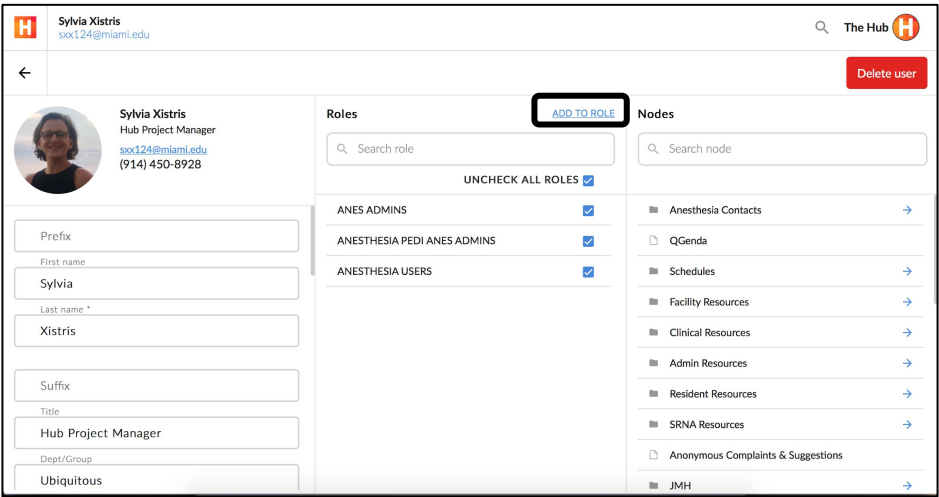 Sylvia Xistris
sxx124@miami.edu
The Hub
Delete user
Sylvia Xistris
Hub Project Manager
sxx124@miami.edu
(914) 450-8928
Prefix
First name
Sylvia
Last name *
Xistris
Suffix
Title
Hub Project Manager
Dept/Group
Ubiquitous
Roles
ADD TO ROLE
Search role
UNCHECK ALL ROLES
ANES ADMINS
ANESTHESIA PEDI ANES ADMINS
ANESTHESIA USERS
Nodes
Search node
Anesthesia Contacts
QGenda
Schedules
Facility Resources
Clinical Resources
Admin Resources
Resident Resources
SRNA Resources
Anonymous Complaints & Suggestions
JMH